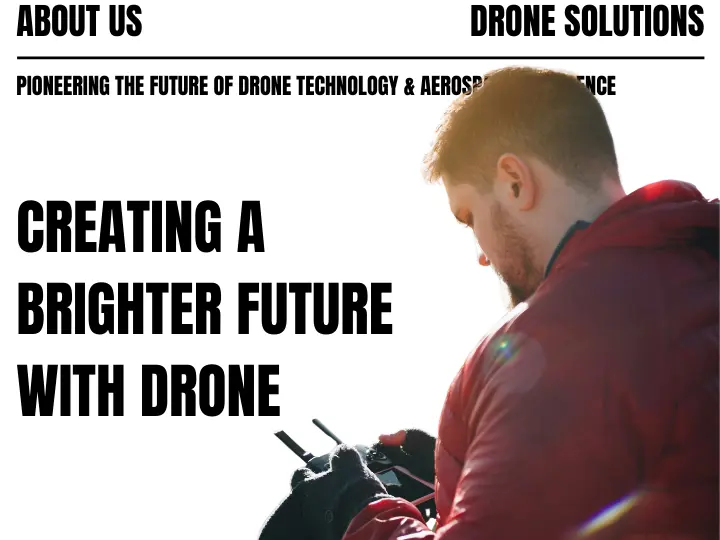 ABOUT US
DRONE SOLUTIONS
PIONEERING THE FUTURE OF DRONE TECHNOLOGY &
CREATING A
BRIGHTER FUTURE
WITH DRONE